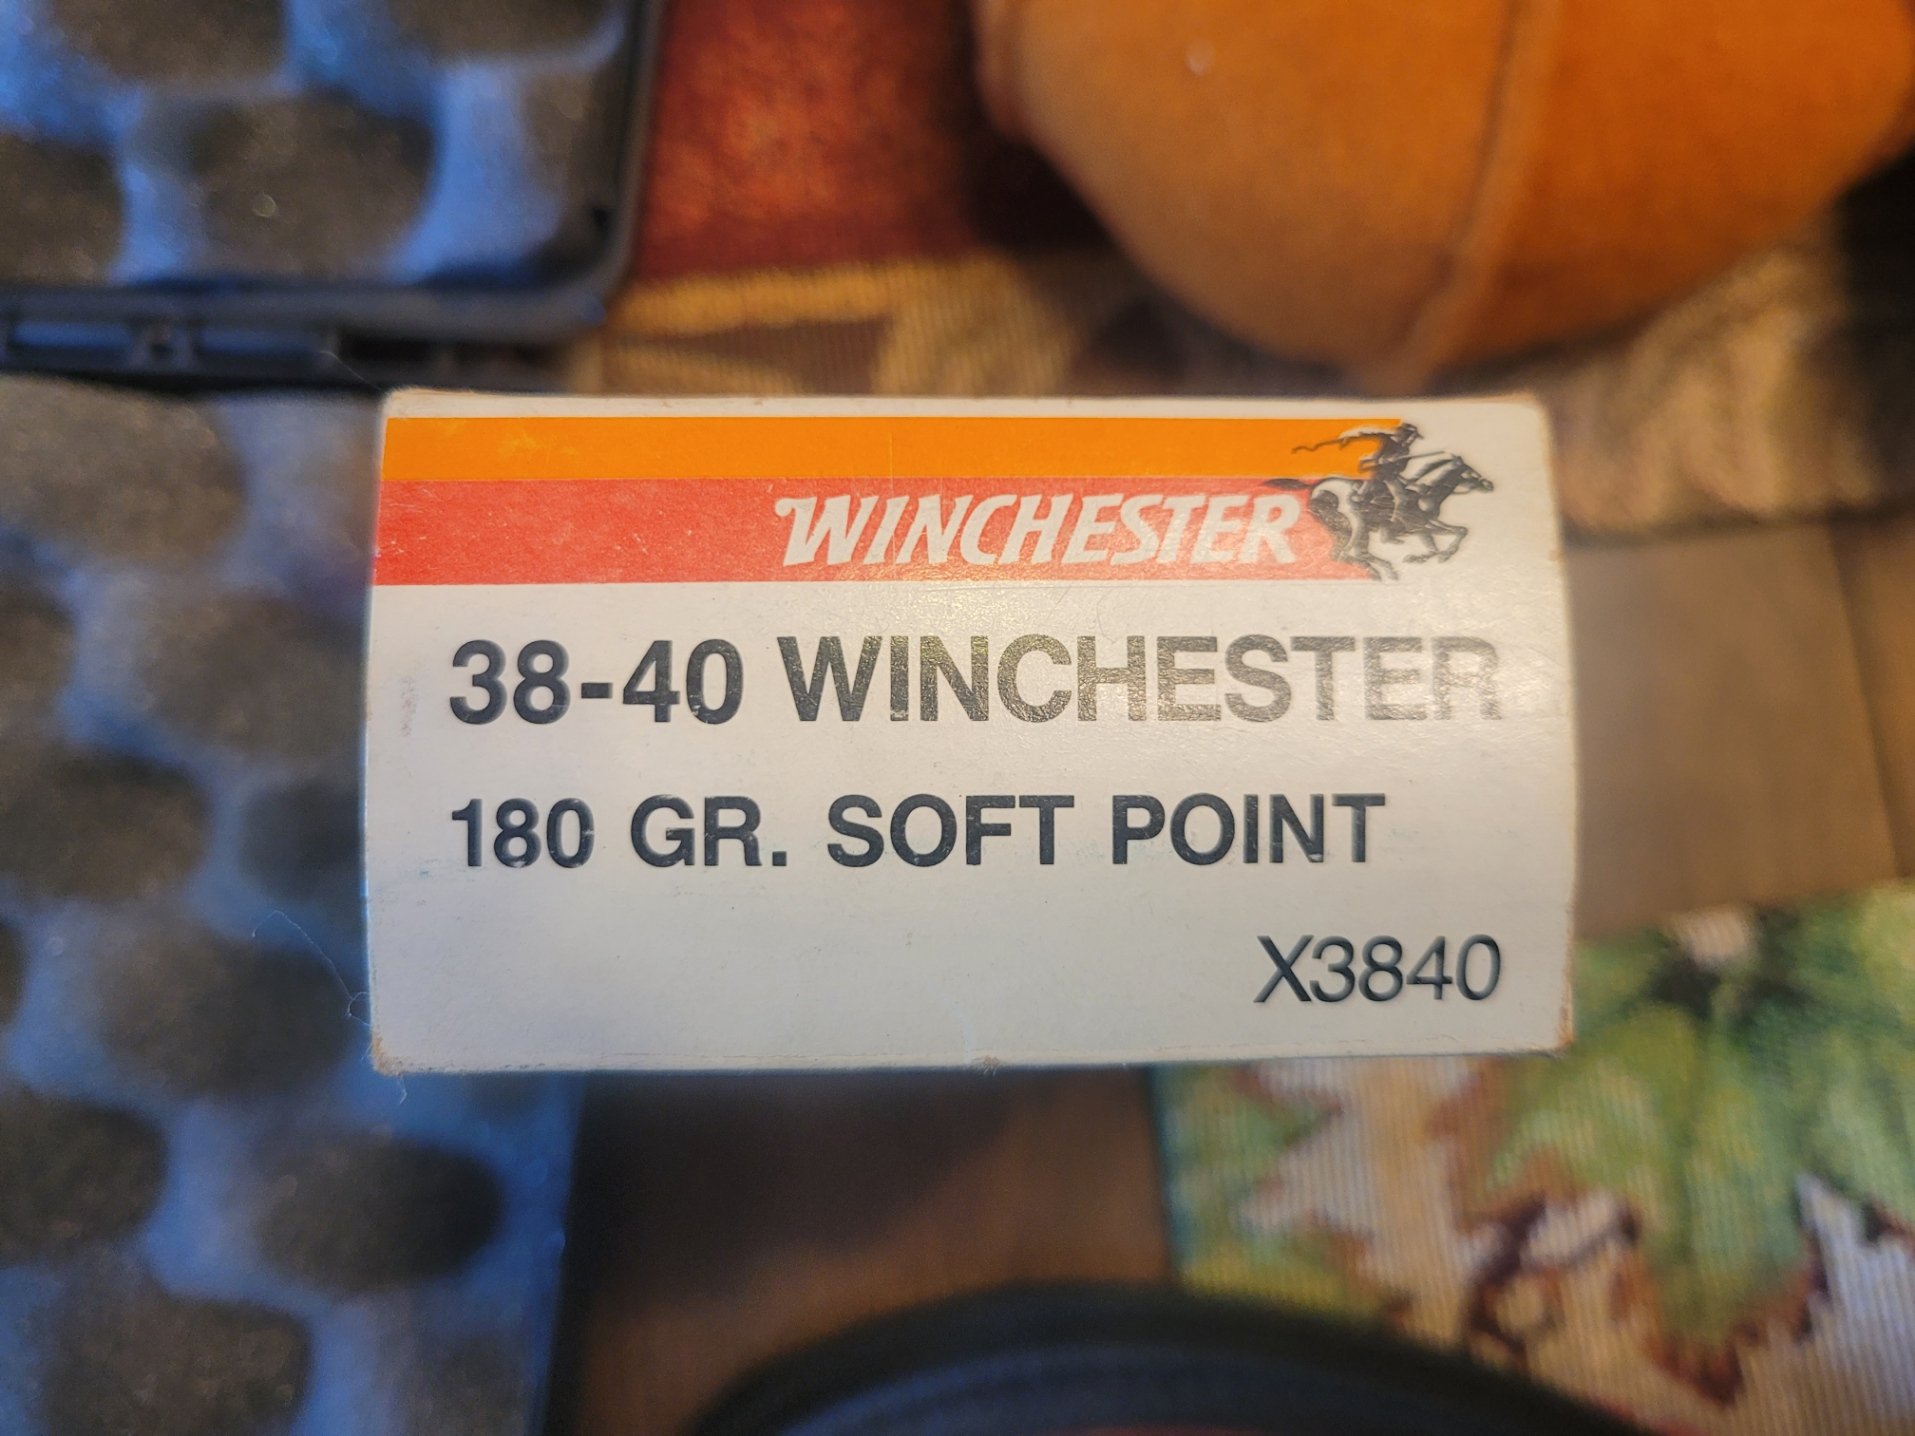 WINCHESTER
38-40 WINCHESTER
180 GR. SOFT POINT
X3840